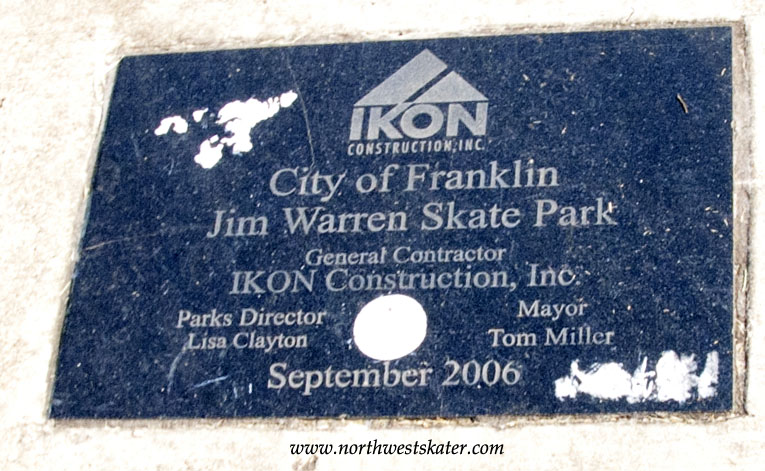 IKON
CONSTRUCTION, INC.
City of Franklin
Jim Warren Skate Park
General Contractor
IKON Construction, Inc.
Parks Director
Lisa Clayton
Mayor
Tom Miller
September 2006
www.northwestskater.com